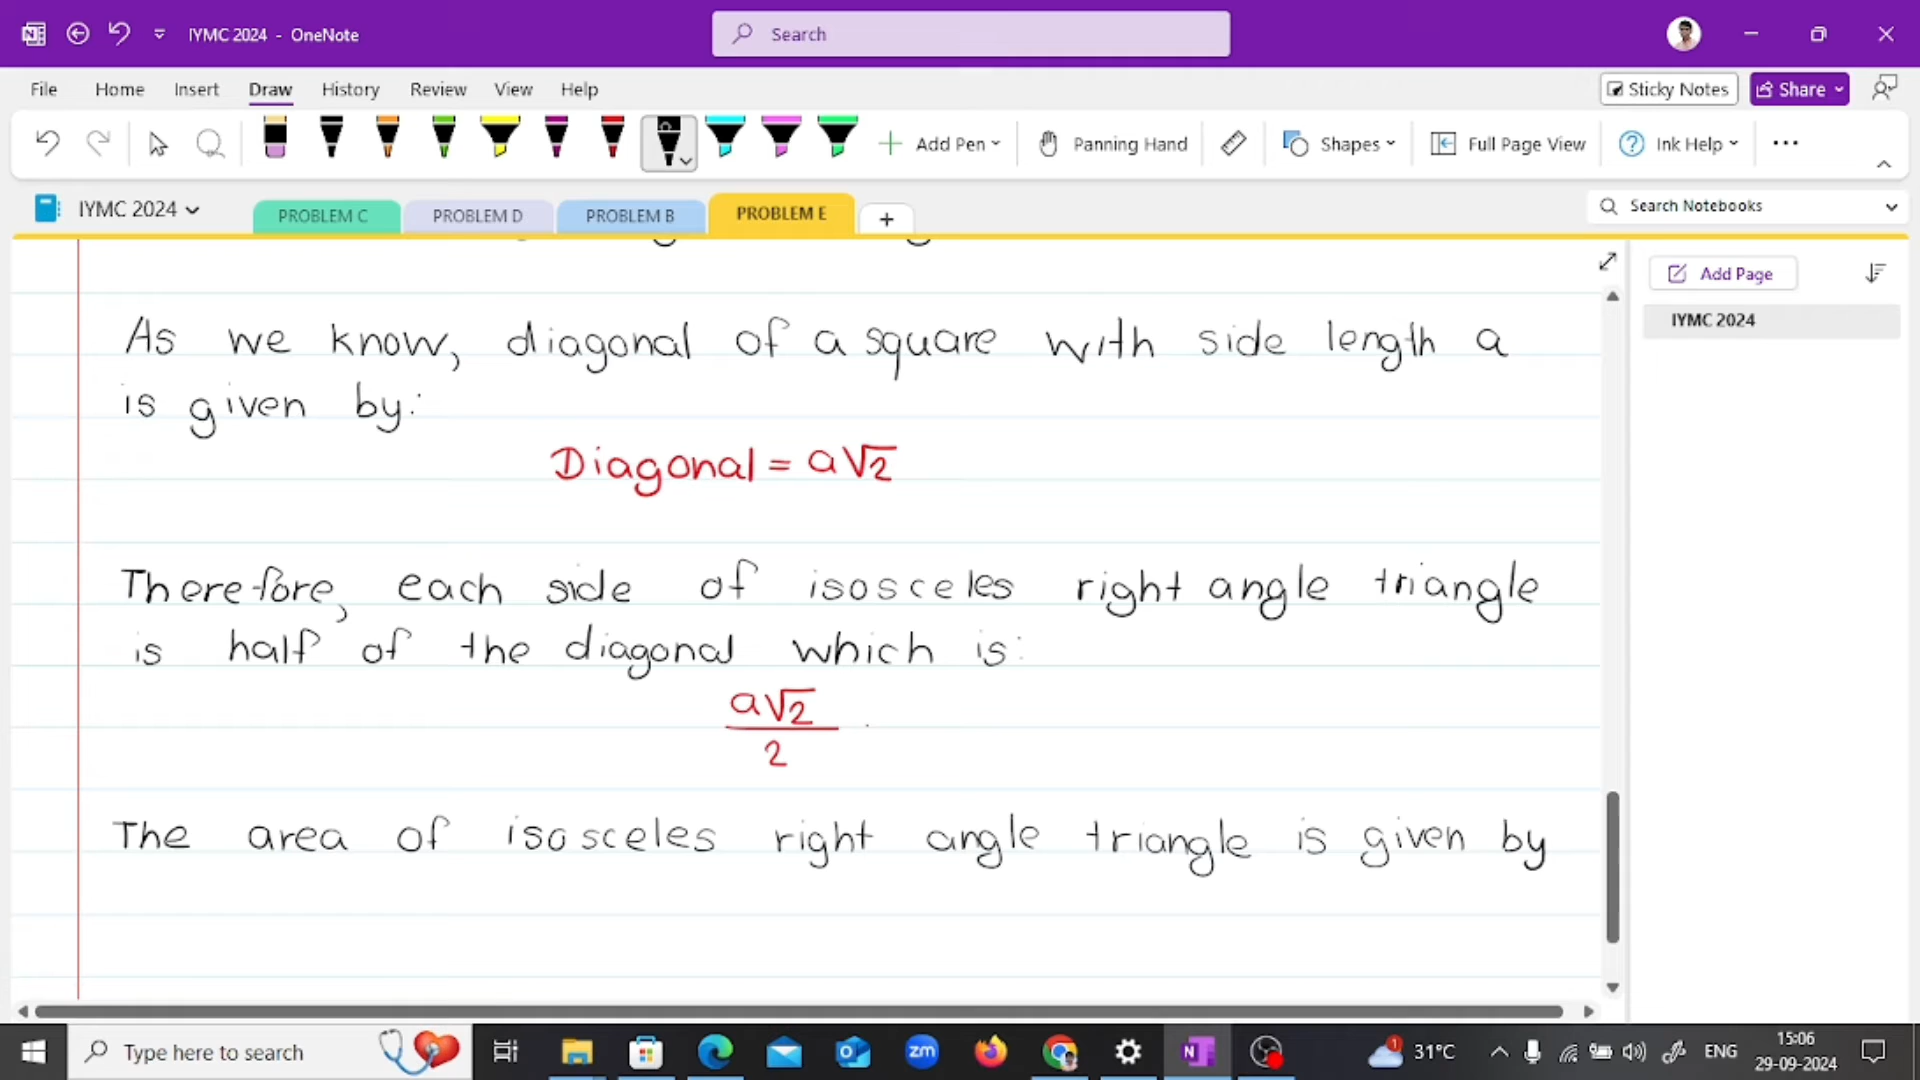 IYMC 2024 - OneNote
Search
File Home Insert Draw History Review View Help
Sticky Notes Share
Add Pen Panning Hand Shapes Full Page View Ink Help
IYMC 2024 PROBLEM C PROBLEM D PROBLEM B PROBLEM E +
Search Notebooks
Add Page
IYMC 2024
As we know, diagonal of a square with side length a
is given by:
Diagonal = a√2
Therefore, each side of isosceles right angle triangle
is half of the diagonal which is:
a√2
2
The area of isosceles right angle triangle is given by
Type here to search
zm
N
1
31°C
ENG
15:06
29-09-2024